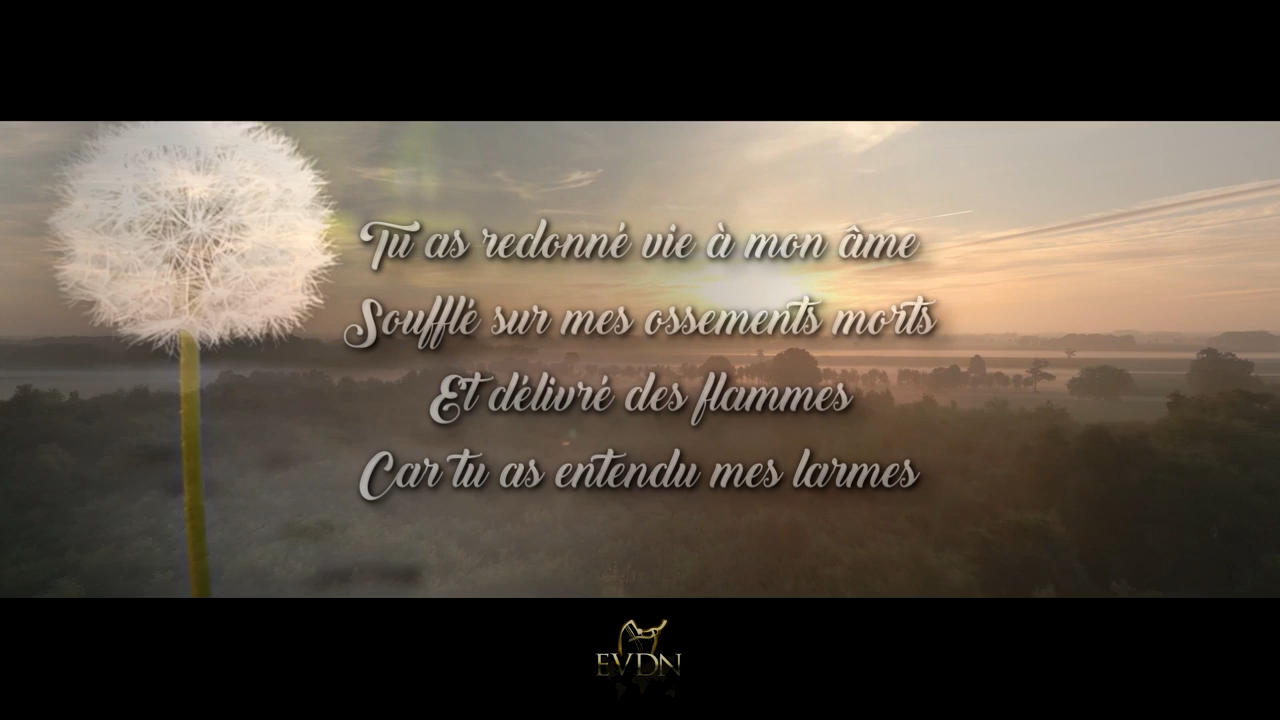 Tu as redonné vie à mon âme
Soufflé sur mes ossements morts
Et délivré des flammes
Car tu as entendu mes larmes
EVDN